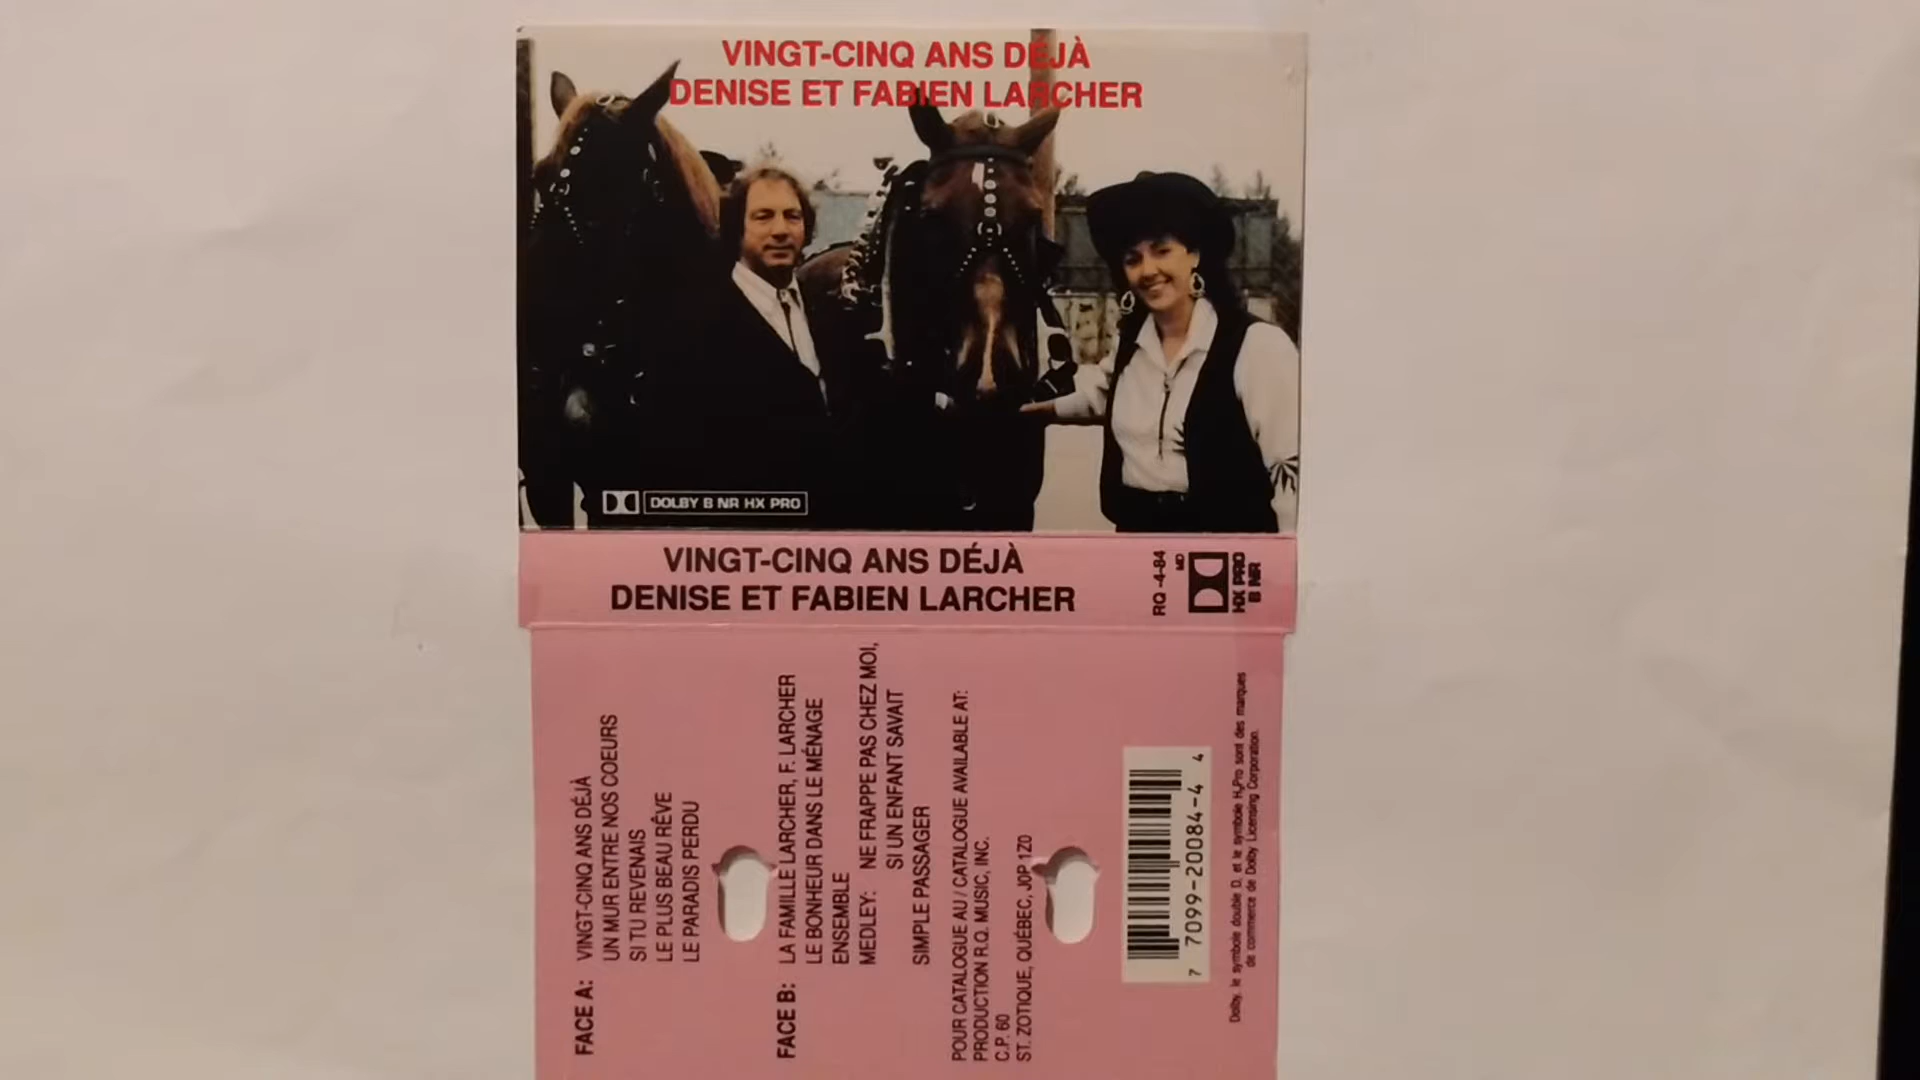 VINGT-CINQ ANS DÉJÀ
DENISE ET FABIEN LARCHER
DOLBY B NR HX PRO
VINGT-CINQ ANS DÉJÀ
DENISE ET FABIEN LARCHER
RQ -4-84
MD
HX PRO
B NR
FACE A: VINGT-CINQ ANS DÉJÀ
UN MUR ENTRE NOS COEURS
SI TU REVENAIS
LE PLUS BEAU RÊVE
LE PARADIS PERDU
FACE B: LA FAMILLE LARCHER, F. LARCHER
LE BONHEUR DANS LE MÉNAGE
ENSEMBLE
MEDLEY: NE FRAPPE PAS CHEZ MOI,
SI UN ENFANT SAVAIT
SIMPLE PASSAGER
POUR CATALOGUE AU / CATALOGUE AVAILABLE AT:
PRODUCTION R.Q. MUSIC, INC.
C.P. 60
ST. ZOTIQUE, QUÉBEC, J0P 1Z0
7 7099-20084-4 4
Dolby, le symbole double D, et le symbole HxPro sont des marques
de commerce de Dolby Licensing Corporation.